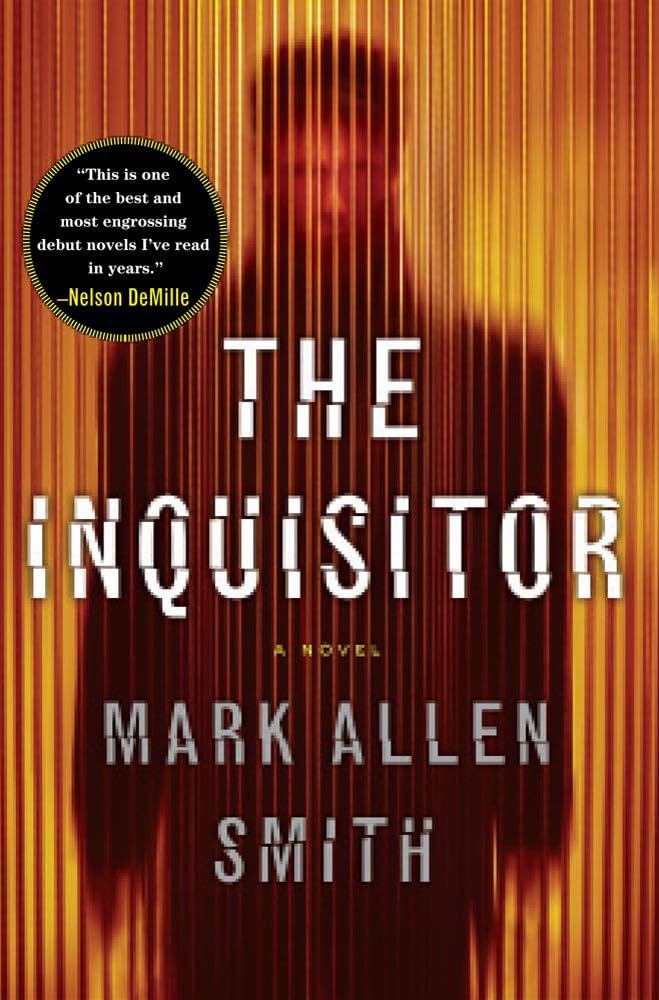 “This is one
of the best and
most engrossing
debut novels I’ve read
in years.”
–Nelson DeMille
THE
INQUISITOR
A NOVEL
MARK ALLEN
SMITH